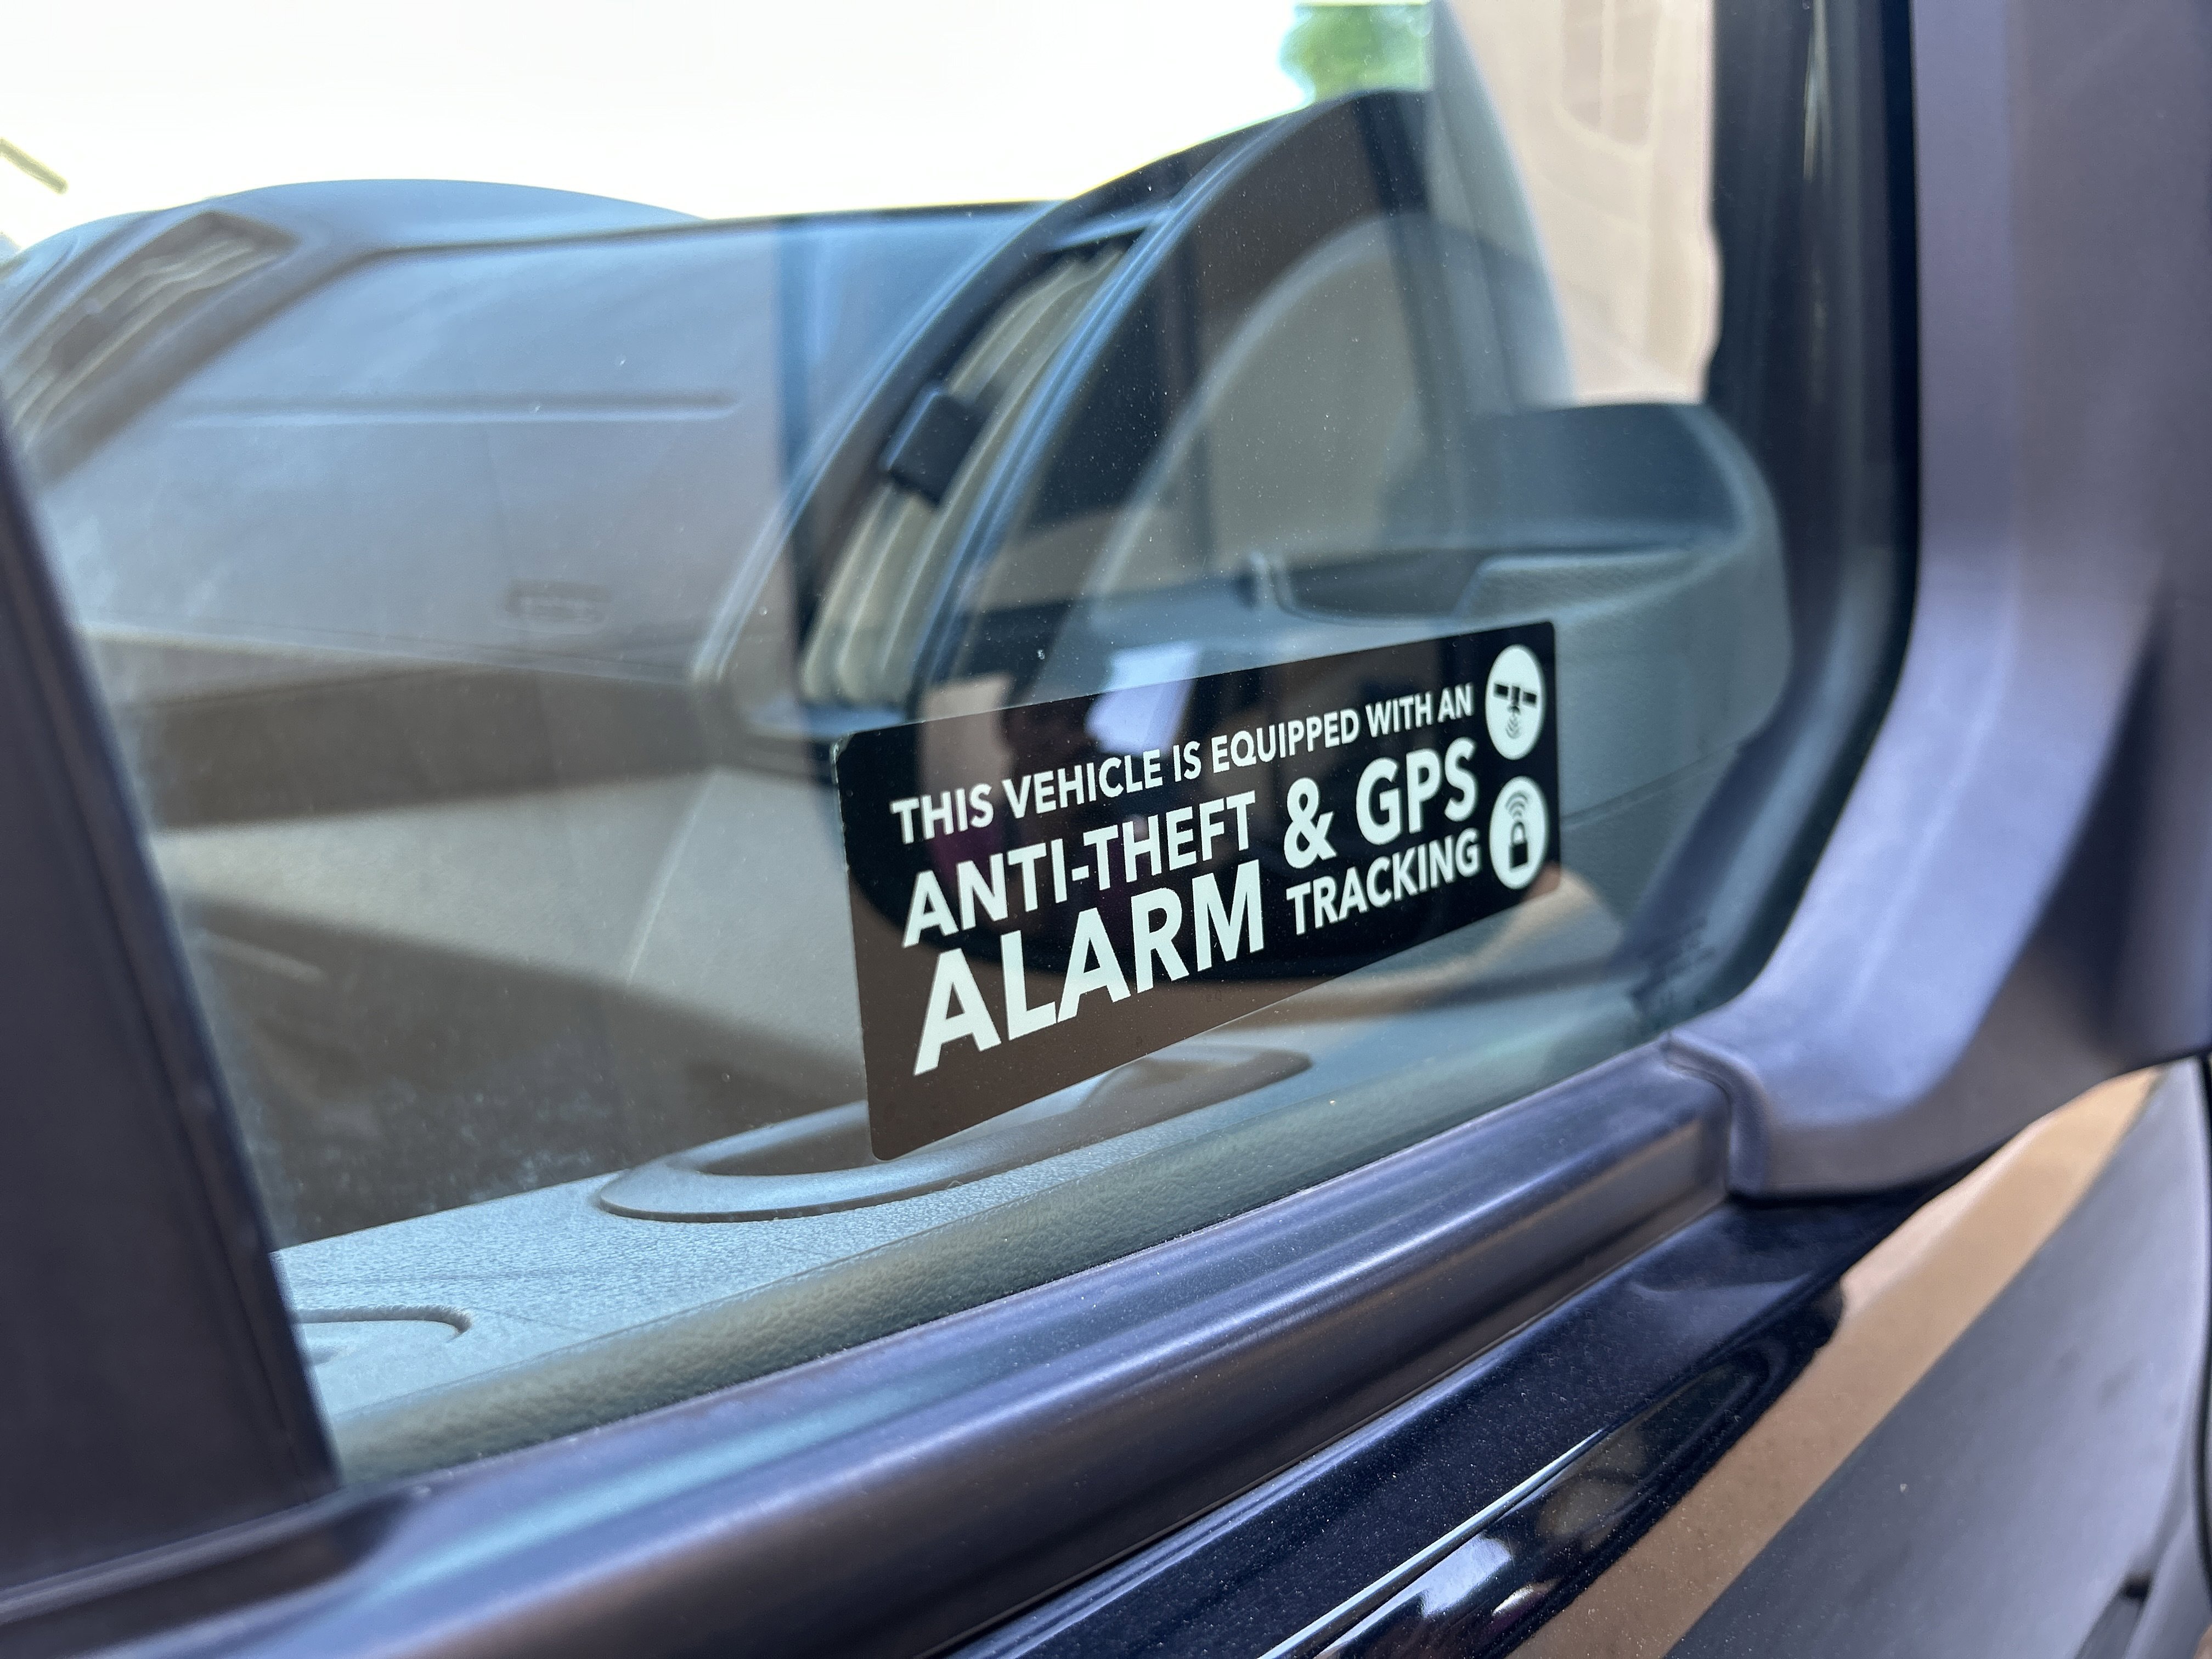 THIS VEHICLE IS EQUIPPED WITH AN
ANTI-THEFT & GPS
ALARM TRACKING